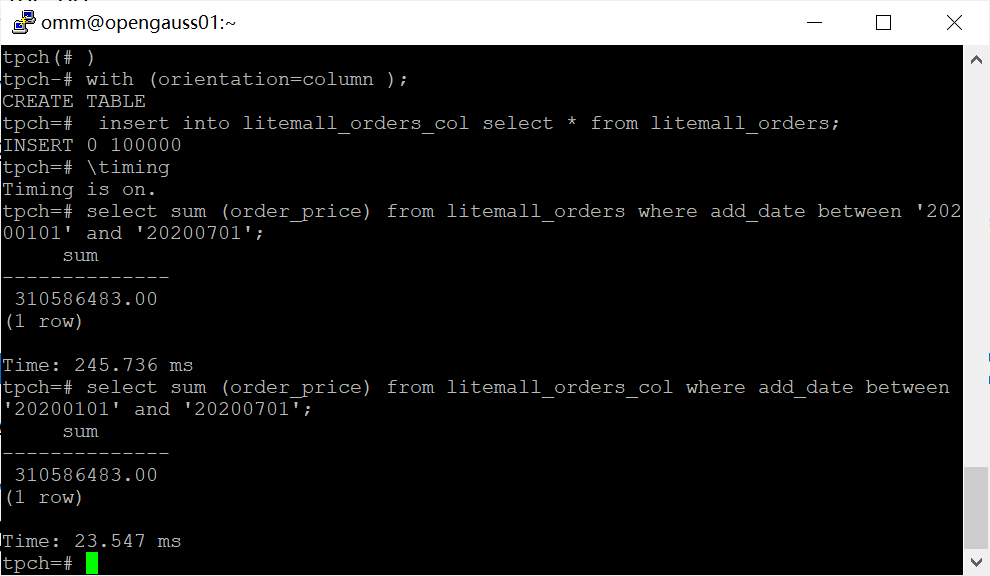 omm@opengauss01:~
tpch(# )
tpch-# with (orientation=column );
CREATE TABLE
tpch=#  insert into litemall_orders_col select * from litemall_orders;
INSERT 0 100000
tpch=# \timing
Timing is on.
tpch=# select sum (order_price) from litemall_orders where add_date between '202
00101' and '20200701';
     sum
--------------
 310586483.00
(1 row)
Time: 245.736 ms
tpch=# select sum (order_price) from litemall_orders_col where add_date between
'20200101' and '20200701';
     sum
--------------
 310586483.00
(1 row)
Time: 23.547 ms
tpch=#